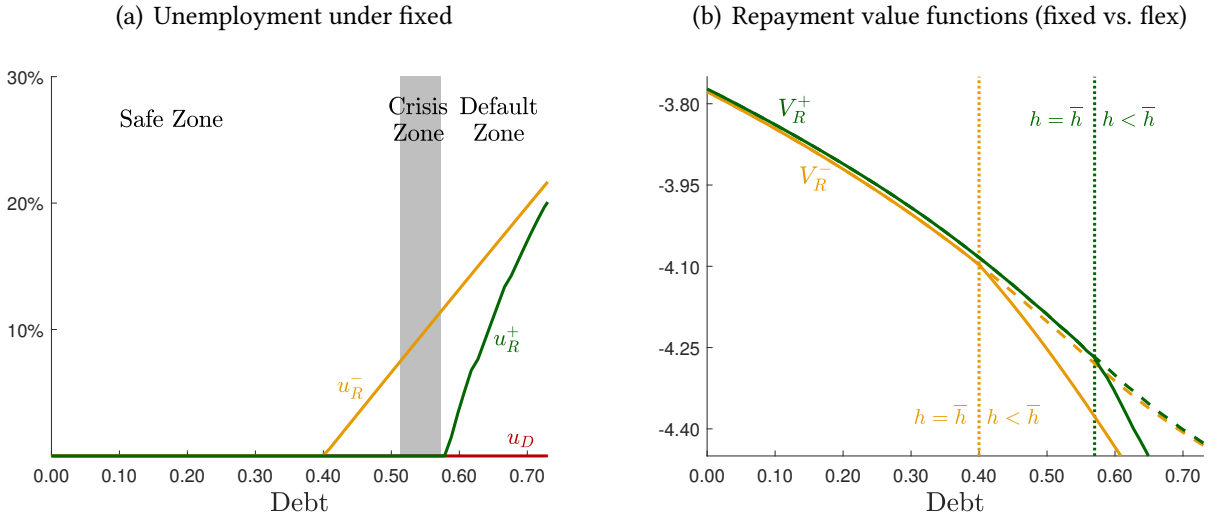 (a) Unemployment under fixed
30%
20%
10%
Safe Zone
Crisis
Zone
Default
Zone
u_R^-
u_R^+
u_D
0.00 0.10 0.20 0.30 0.40 0.50 0.60 0.70
Debt
(b) Repayment value functions (fixed vs. flex)
-3.80
-3.95
-4.10
-4.25
-4.40
V_R^+
V_R^-
h = h̅ h < h̅
h = h̅ h < h̅
0.00 0.10 0.20 0.30 0.40 0.50 0.60 0.70
Debt